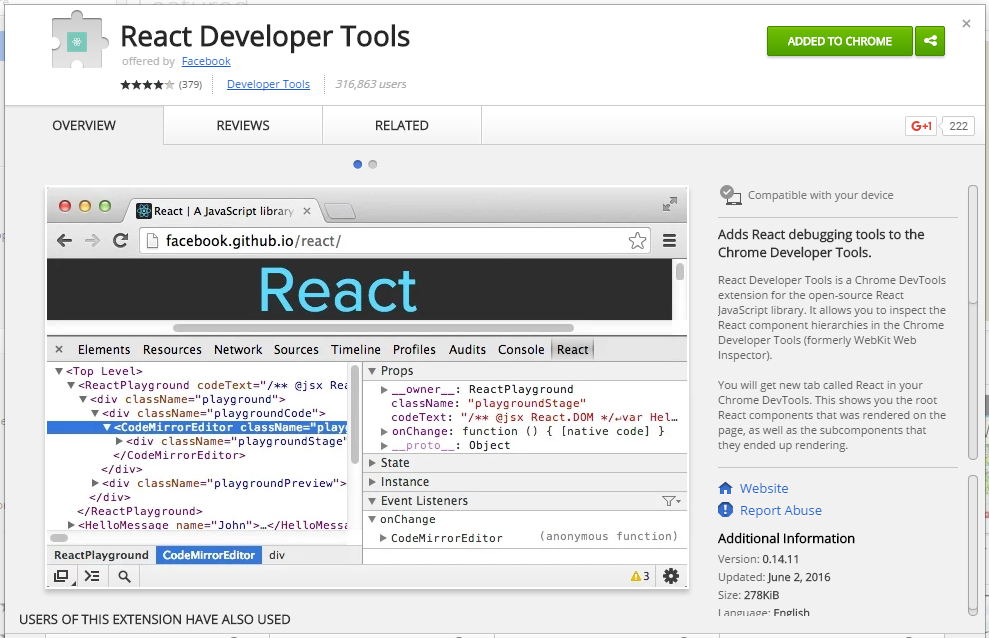 React Developer Tools
offered by Facebook
(379)
Developer Tools
316,863 users
ADDED TO CHROME
OVERVIEW
REVIEWS
RELATED
G+1
222
React | A JavaScript library
facebook.github.io/react/
React
Elements Resources Network Sources Timeline Profiles Audits Console React
▼<Top Level>
▼<ReactPlayground codeText="/** @jsx Rea
▼<div className="playground">
▼<div className="playgroundCode">
▼<CodeMirrorEditor className="playg
▶<div className="playgroundStage"
</CodeMirrorEditor>
</div>
▶<div className="playgroundPreview">
</div>
</ReactPlayground>
▶<HelloMessage name="John">…</HelloMessa
ReactPlayground CodeMirrorEditor div
▼ Props
▶ __owner__: ReactPlayground
className: "playgroundStage"
codeText: "/** @jsx React.DOM */↵var Hel…
▶ onChange: function () { [native code] }
▶ __proto__: Object
▶ State
▶ Instance
▼ Event Listeners
▼ onChange
▶ CodeMirrorEditor (anonymous function)
3
Compatible with your device
Adds React debugging tools to the
Chrome Developer Tools.
React Developer Tools is a Chrome DevTools
extension for the open-source React
JavaScript library. It allows you to inspect the
React component hierarchies in the Chrome
Developer Tools (formerly WebKit Web
Inspector).
You will get new tab called React in your
Chrome DevTools. This shows you the root
React components that was rendered on the
page, as well as the subcomponents that
they ended up rendering.
Website
Report Abuse
Additional Information
Version: 0.14.11
Updated: June 2, 2016
Size: 278KiB
Language: English
USERS OF THIS EXTENSION HAVE ALSO USED